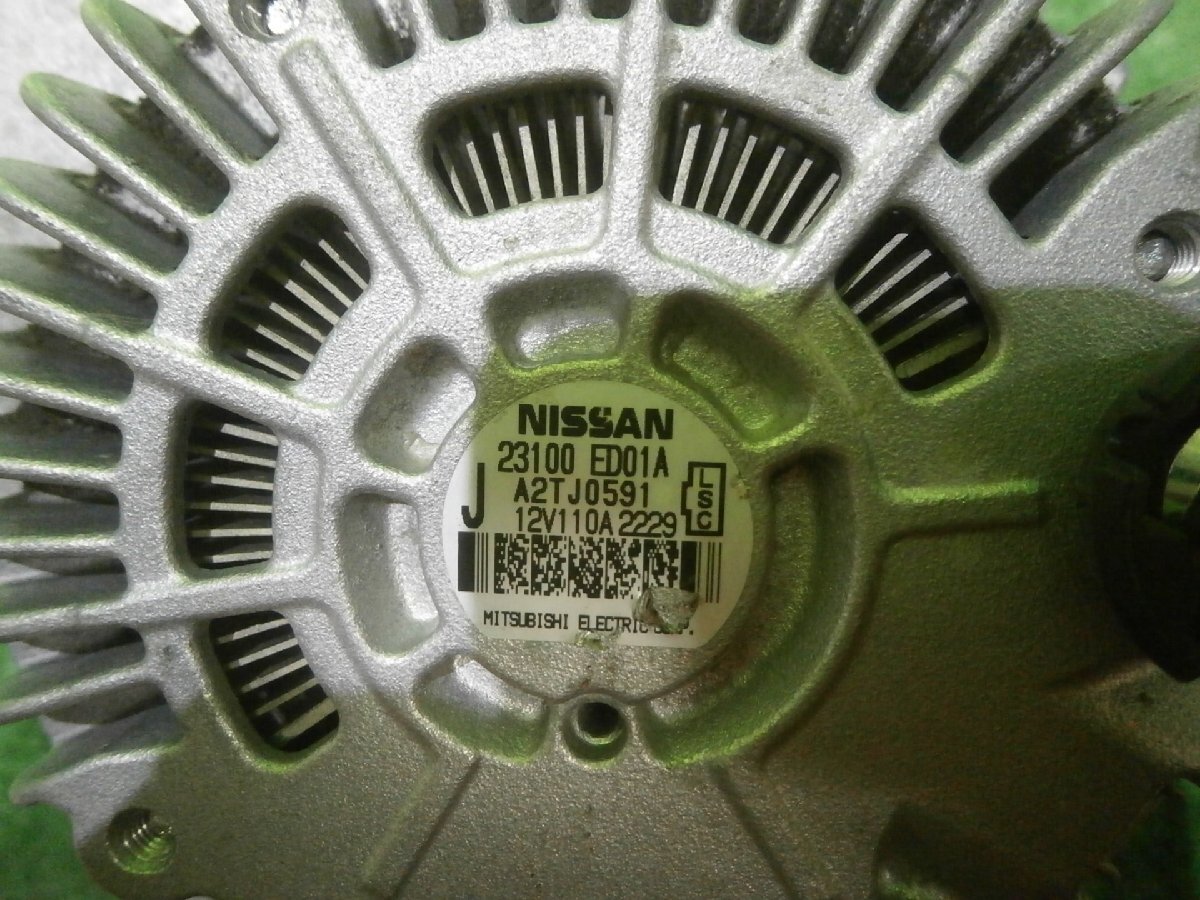 NISSAN
23100 ED01A
J A2TJ0591 LSC
12V110A 2229
MITSUBISHI ELECTRIC